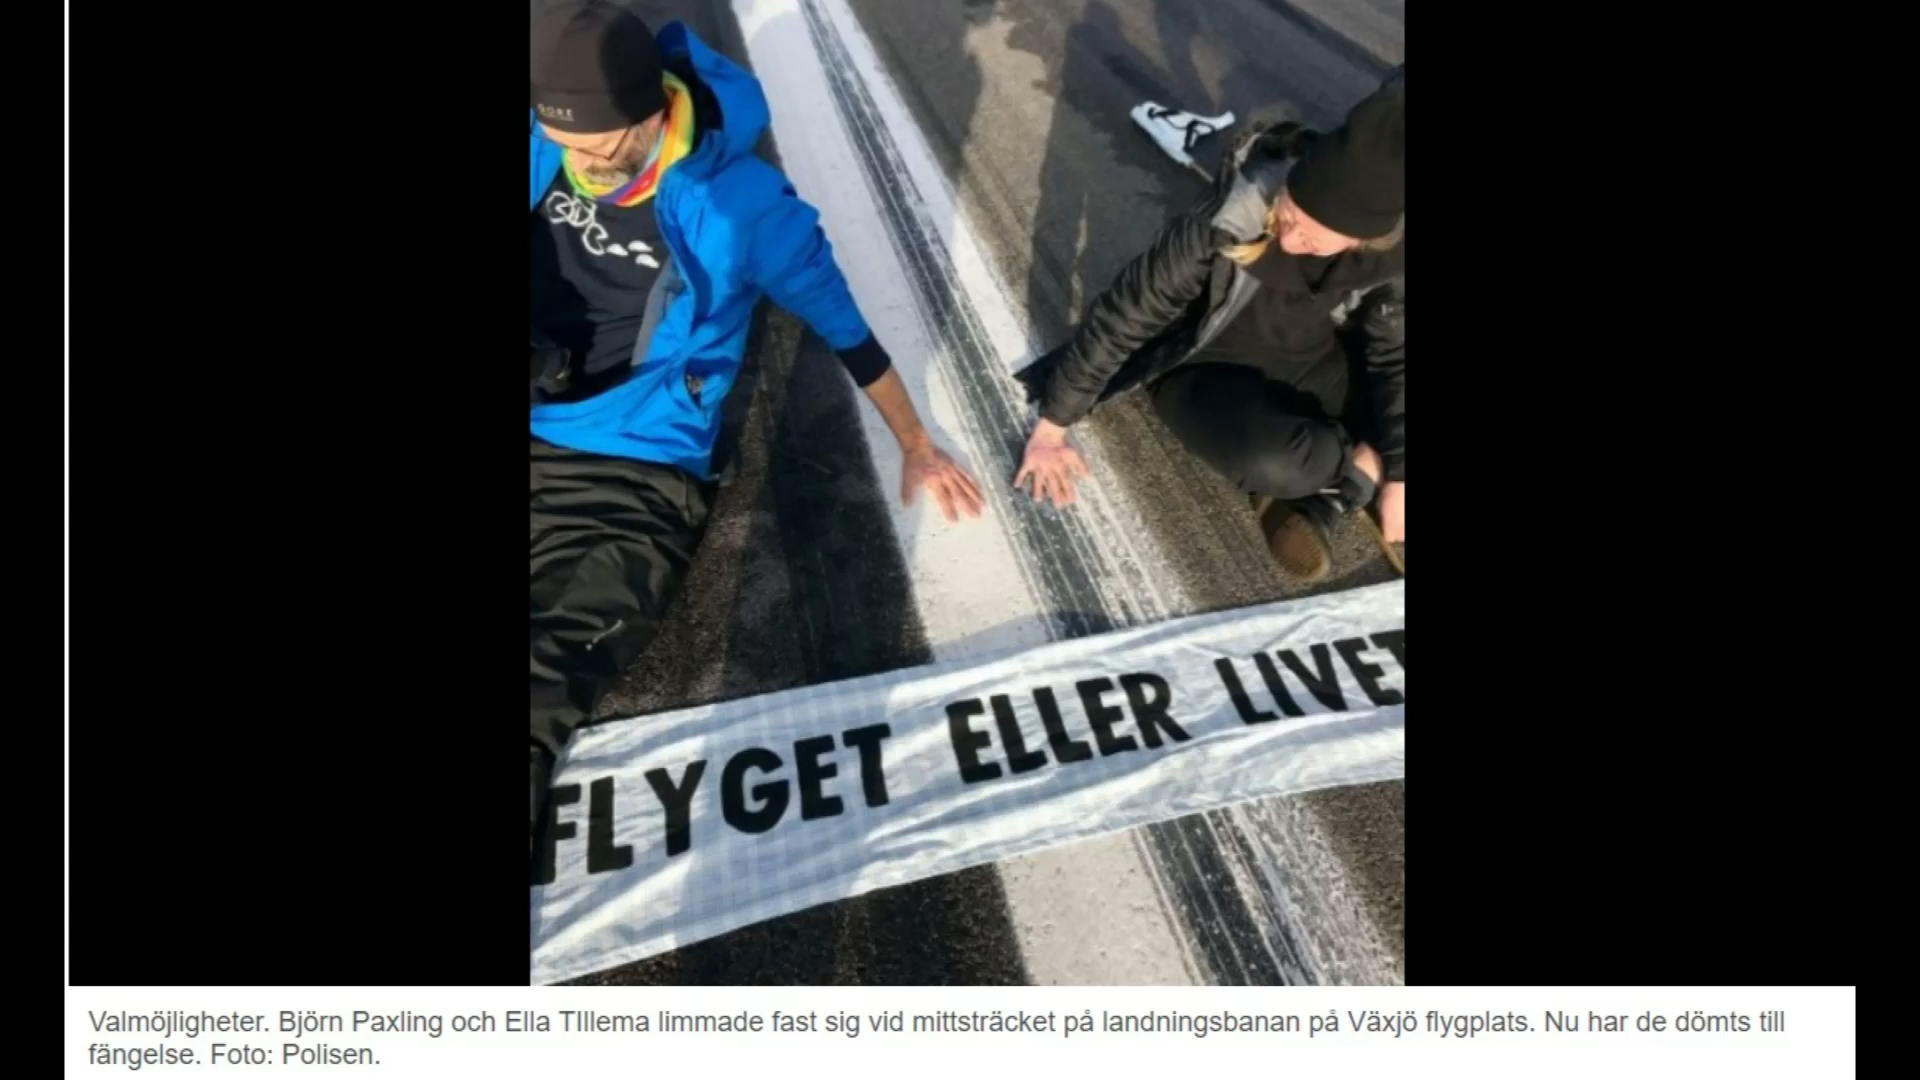 GORE
FLYGET ELLER LIVET
Valmöjligheter. Björn Paxling och Ella TIllema limmade fast sig vid mittsträcket på landningsbanan på Växjö flygplats. Nu har de dömts till
fängelse. Foto: Polisen.